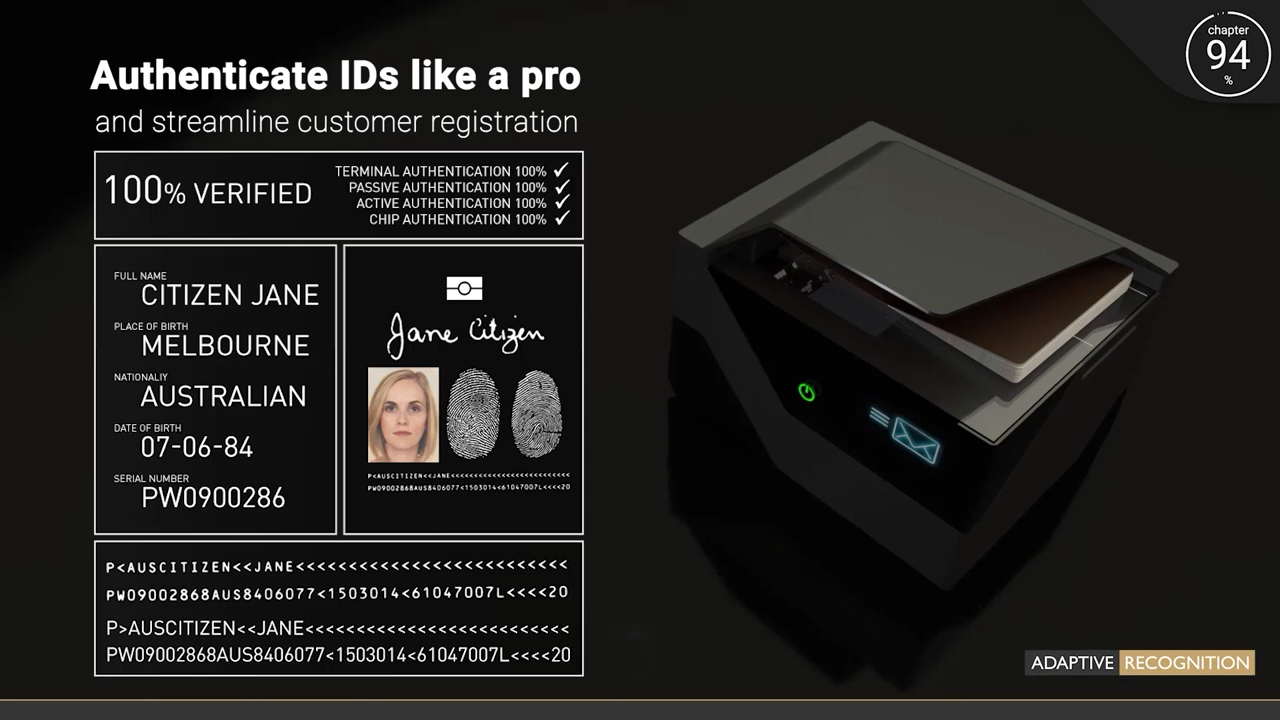 Authenticate IDs like a pro
and streamline customer registration
chapter
94
%
100% VERIFIED
TERMINAL AUTHENTICATION 100% ✓
PASSIVE AUTHENTICATION 100% ✓
ACTIVE AUTHENTICATION 100% ✓
CHIP AUTHENTICATION 100% ✓
FULL NAME
CITIZEN JANE
PLACE OF BIRTH
MELBOURNE
NATIONALIY
AUSTRALIAN
DATE OF BIRTH
07-06-84
SERIAL NUMBER
PW0900286
Jane Citizen
P<AUSCITIZEN<<JANE<<<<<<<<<<<<<<<<<<<<<<<<<<
PW09002868AUS8406077<1503014<61047007L<<<<20
P<AUSCITIZEN<<JANE<<<<<<<<<<<<<<<<<<<<<<<<<<
PW09002868AUS8406077<1503014<61047007L<<<<20
P>AUSCITIZEN<<JANE<<<<<<<<<<<<<<<<<<<<<<<<<<
PW09002868AUS8406077<1503014<61047007L<<<<20
ADAPTIVE RECOGNITION